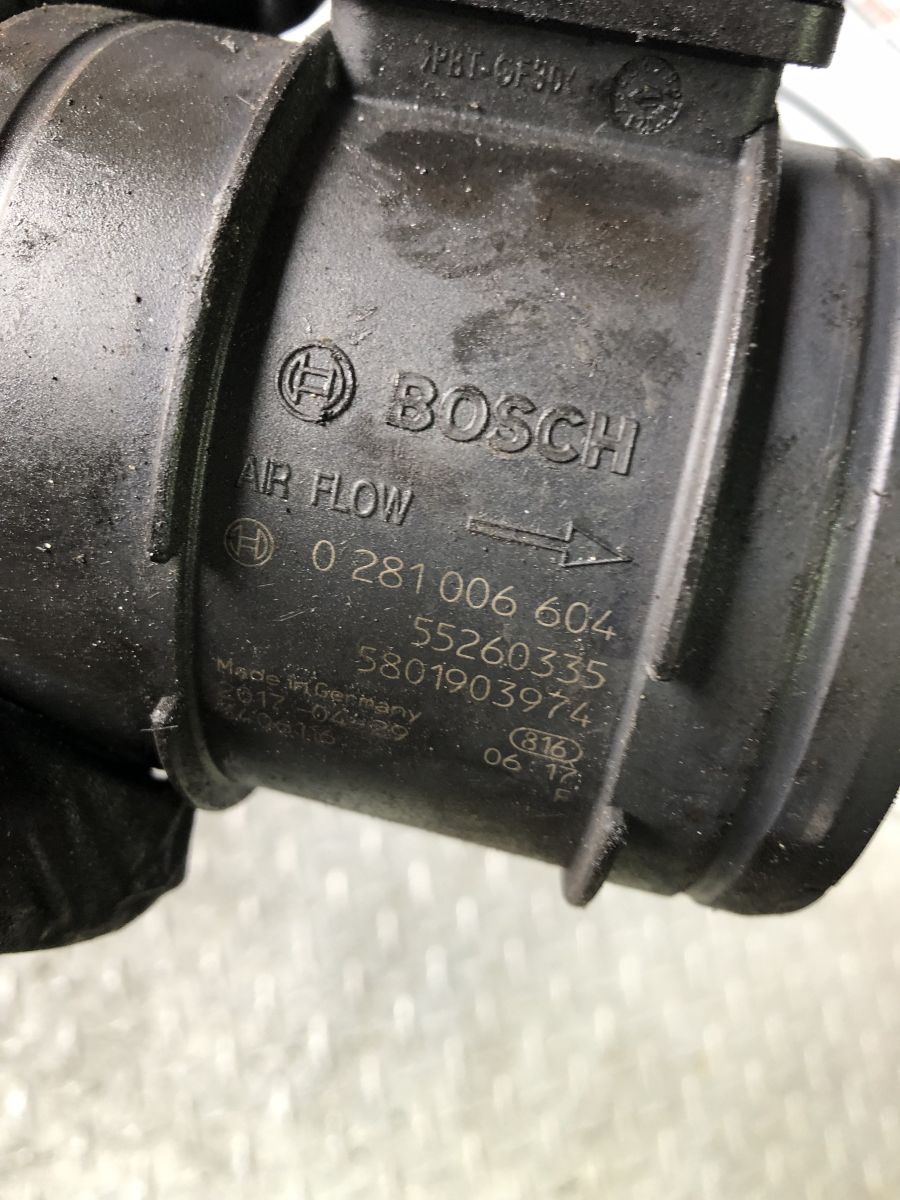 >PBT-GF30<
BOSCH
AIR FLOW
0 281 006 604
55260335
5801903974
Made in Germany
2017-04-29
816
06 17
F